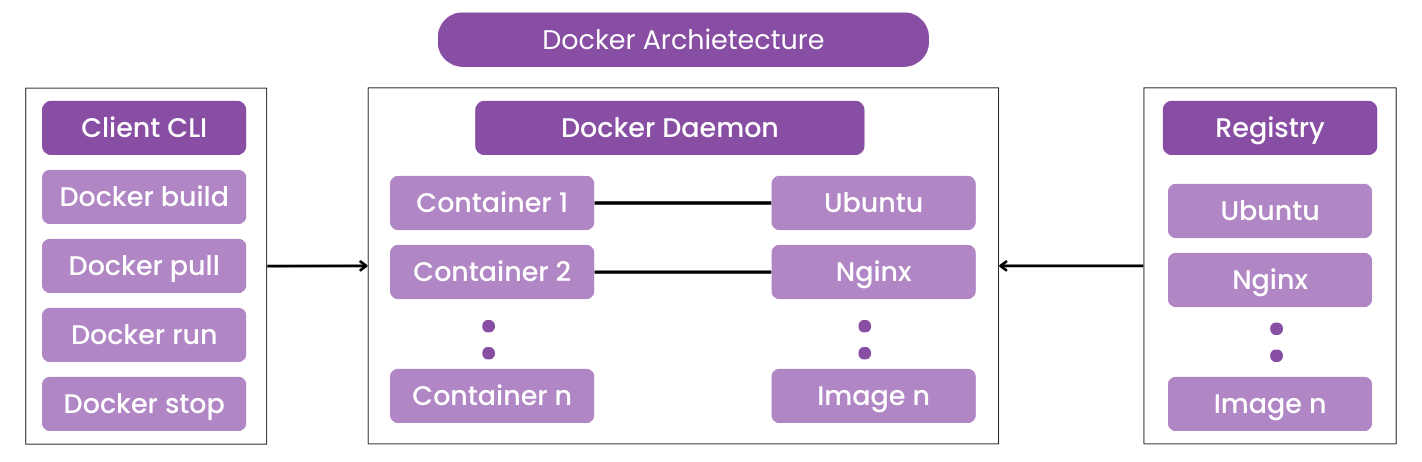 Docker Archietecture
Client CLI
Docker build
Docker pull
Docker run
Docker stop
Docker Daemon
Container 1
Ubuntu
Container 2
Nginx
Container n
Image n
Registry
Ubuntu
Nginx
Image n